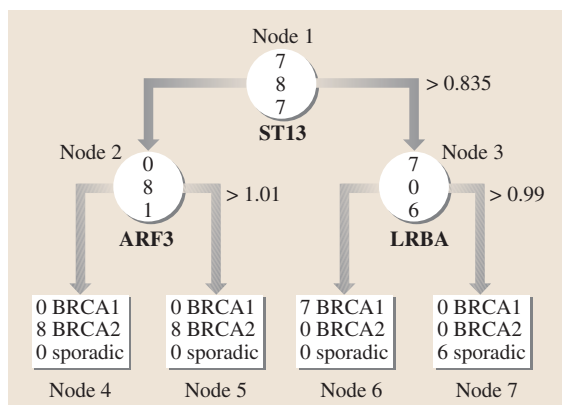 Node 1
7
8
7
> 0.835
ST13
Node 2
0
8
1
> 1.01
ARF3
Node 3
7
0
6
> 0.99
LRBA
0 BRCA1
8 BRCA2
0 sporadic
0 BRCA1
8 BRCA2
0 sporadic
7 BRCA1
0 BRCA2
0 sporadic
0 BRCA1
0 BRCA2
6 sporadic
Node 4
Node 5
Node 6
Node 7